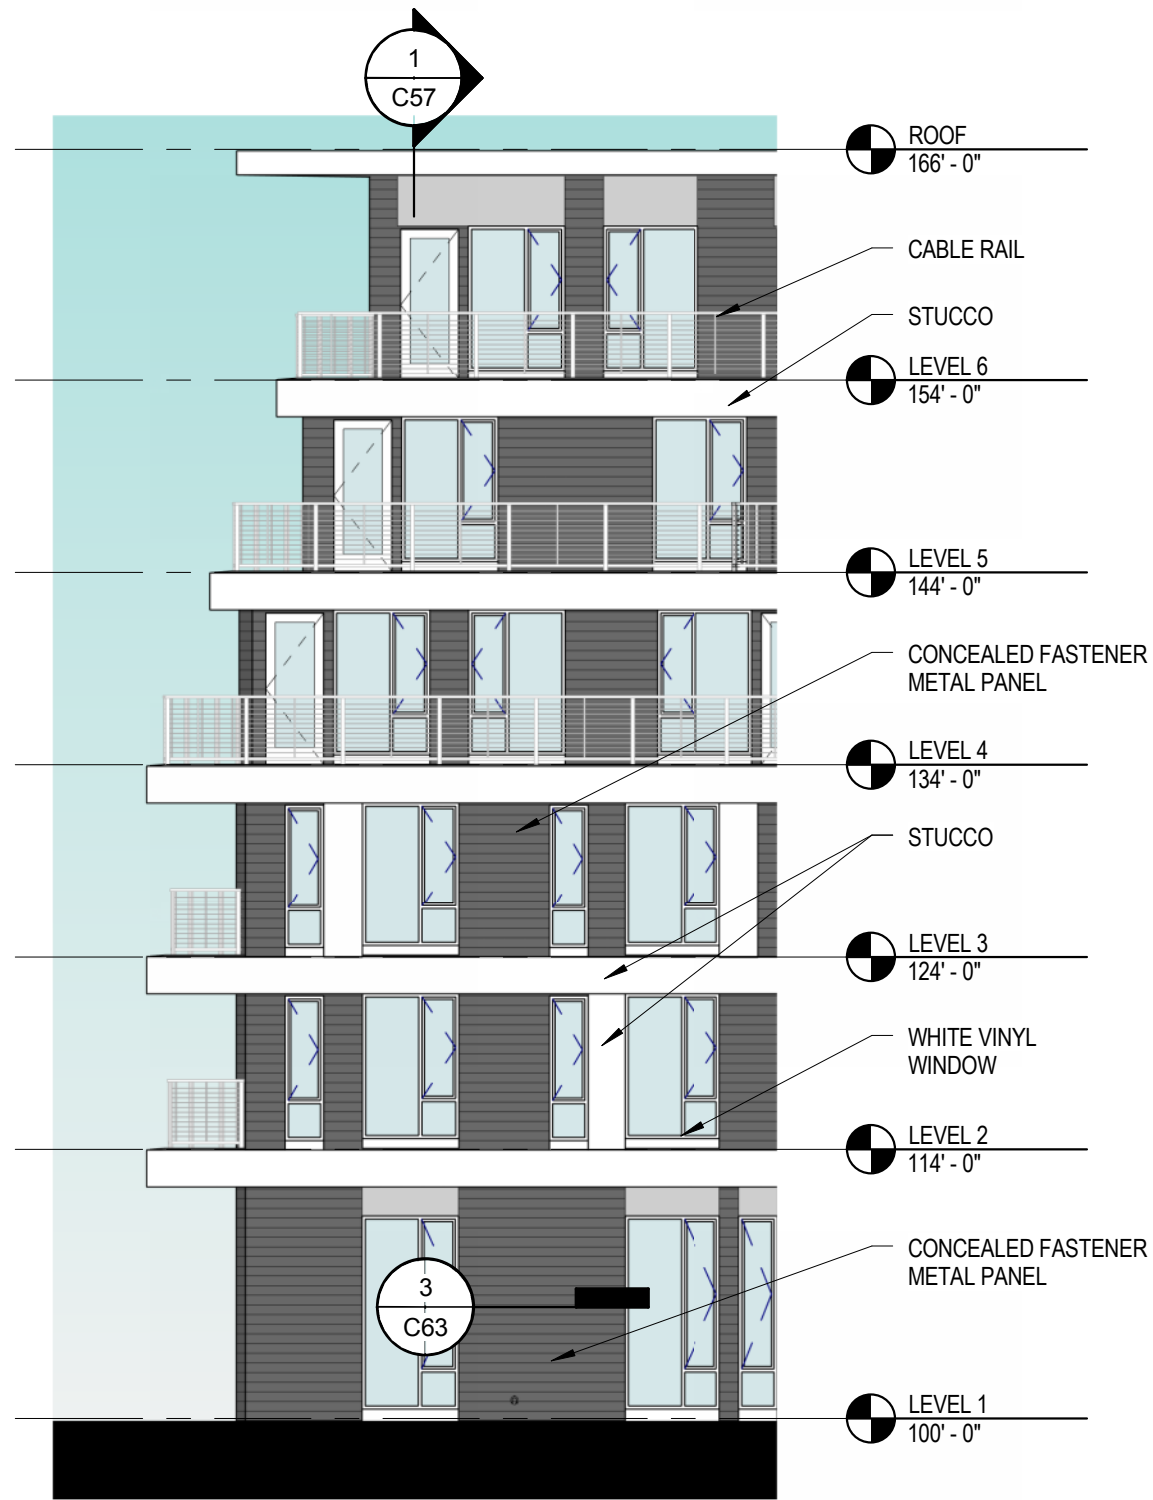 1
C57
ROOF
166' - 0"
CABLE RAIL
STUCCO
LEVEL 6
154' - 0"
LEVEL 5
144' - 0"
CONCEALED FASTENER
METAL PANEL
LEVEL 4
134' - 0"
STUCCO
LEVEL 3
124' - 0"
WHITE VINYL
WINDOW
LEVEL 2
114' - 0"
CONCEALED FASTENER
METAL PANEL
3
C63
LEVEL 1
100' - 0"